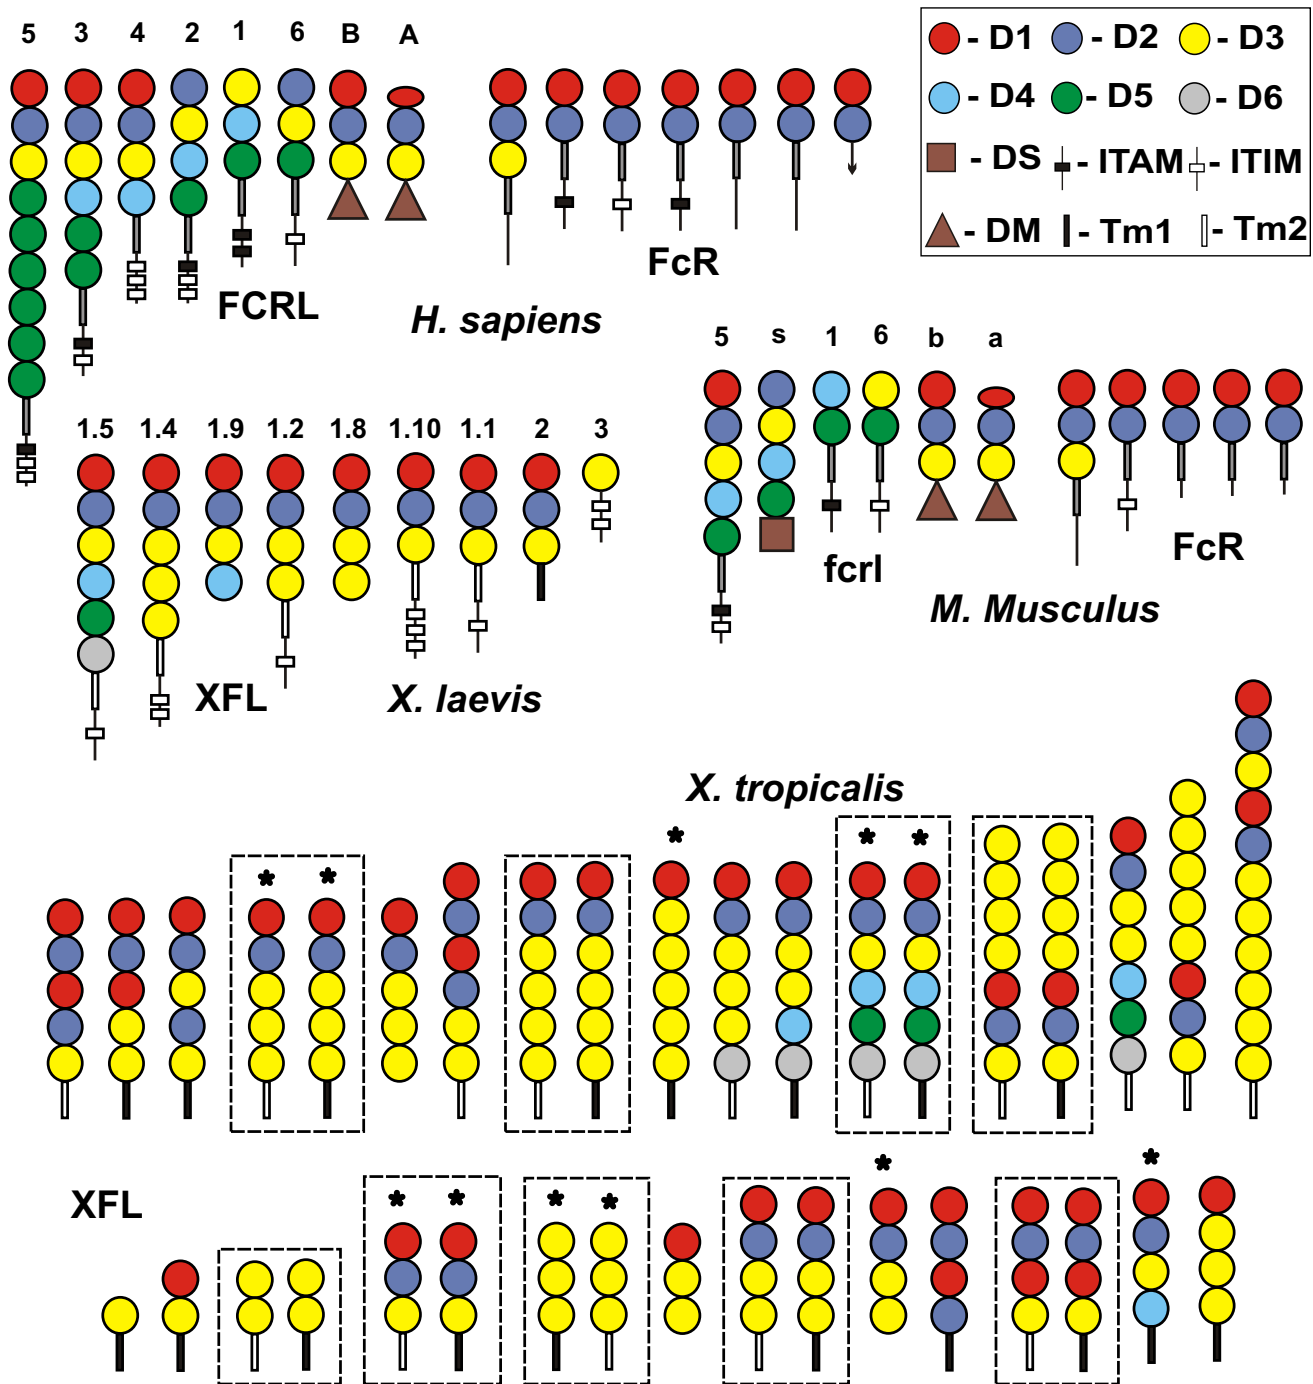 5 3 4 2 1 6 B A
- D1 - D2 - D3
- D4 - D5 - D6
- DS - ITAM - ITIM
- DM - Tm1 - Tm2
FcR
FCRL
H. sapiens
5 s 1 6 b a
1.5 1.4 1.9 1.2 1.8 1.10 1.1 2 3
FcR
fcrl
M. Musculus
XFL
X. laevis
X. tropicalis
*
* *
* *
XFL
*
*
* *
* *